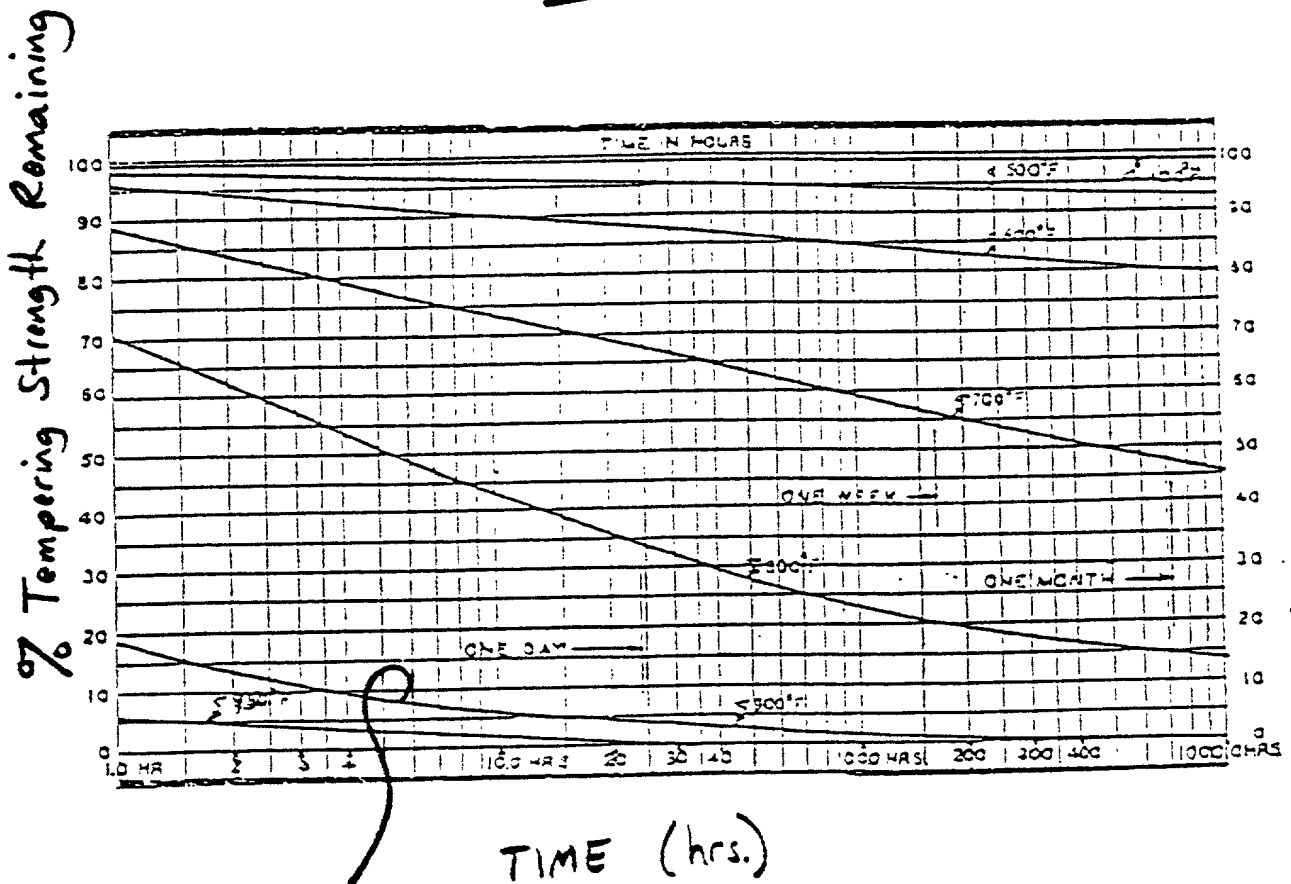 % Tempering Strength Remaining
TIME IN HOURS
100
90
80
70
60
50
40
30
20
10
0
100
90
80
70
60
50
40
30
20
10
0
500°F
600°F
700°F
ONE WEEK
800°F
ONE MONTH
ONE DAY
900°F
1.0 HR 2 3 4 10.0 HRS 20 30 40 100.0 HRS 200 300 400 1000.0 HRS
TIME (hrs.)